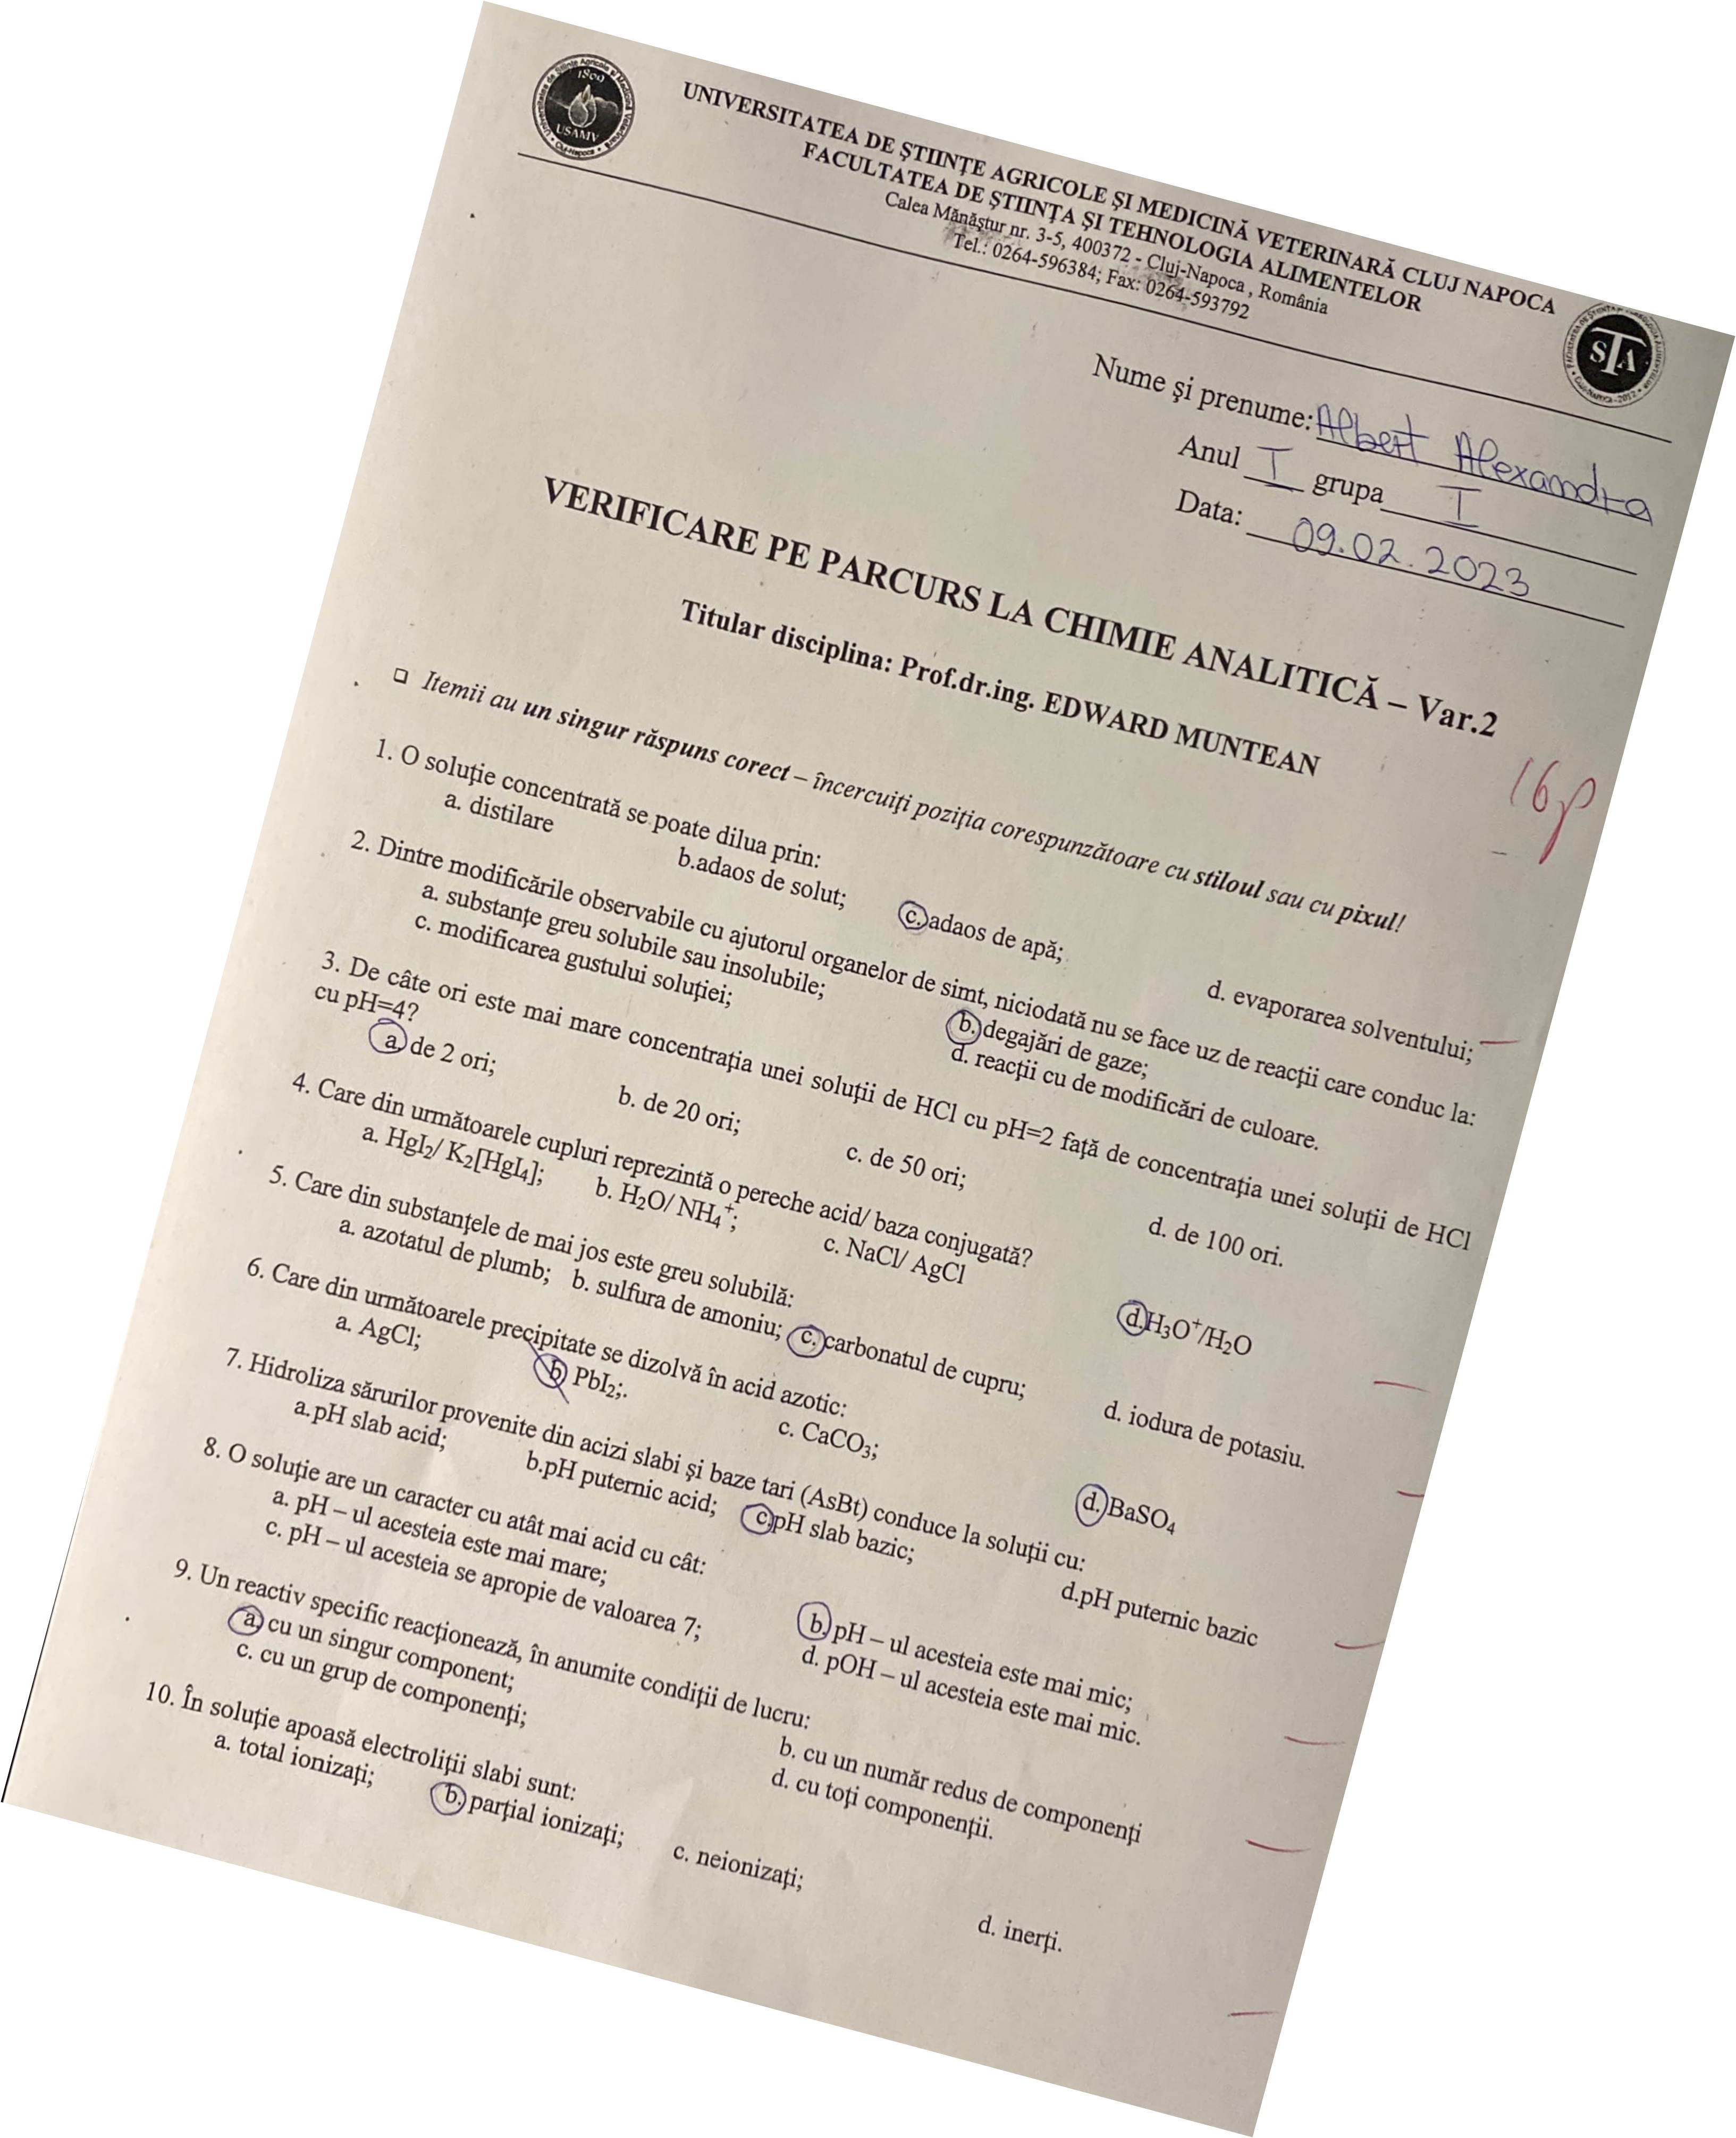 UNIVERSITATEA DE ŞTIINŢE AGRICOLE ŞI MEDICINĂ VETERINARĂ CLUJ NAPOCA
FACULTATEA DE ŞTIINŢA ŞI TEHNOLOGIA ALIMENTELOR
Calea Mănăştur nr. 3-5, 400372 - Cluj-Napoca , România
Tel.: 0264-596384; Fax: 0264-593792
1869
USAMV
Cluj-Napoca
STA
Nume şi prenume: Albert Alexandra
Anul I grupa I
Data: 09.02.2023
VERIFICARE PE PARCURS LA CHIMIE ANALITICĂ – Var.2
Titular disciplina: Prof.dr.ing. EDWARD MUNTEAN
16p
❑ Itemii au un singur răspuns corect – încercuiţi poziţia corespunzătoare cu stiloul sau cu pixul!
1. O soluţie concentrată se poate dilua prin:
a. distilare b.adaos de solut; c. adaos de apă; d. evaporarea solventului;
2. Dintre modificările observabile cu ajutorul organelor de simt, niciodată nu se face uz de reacţii care conduc la:
a. substanţe greu solubile sau insolubile; b. degajări de gaze;
c. modificarea gustului soluţiei; d. reacţii cu de modificări de culoare.
3. De câte ori este mai mare concentraţia unei soluţii de HCl cu pH=2 faţă de concentraţia unei soluţii de HCl
cu pH=4?
a. de 2 ori; b. de 20 ori; c. de 50 ori; d. de 100 ori.
4. Care din următoarele cupluri reprezintă o pereche acid/ baza conjugată?
a. HgI2/ K2[HgI4]; b. H2O/ NH4+; c. NaCl/ AgCl d.H3O+/H2O
5. Care din substanţele de mai jos este greu solubilă:
a. azotatul de plumb; b. sulfura de amoniu; c. carbonatul de cupru; d. iodura de potasiu.
6. Care din următoarele precipitate se dizolvă în acid azotic:
a. AgCl; b) PbI2;. c. CaCO3; d. BaSO4
7. Hidroliza sărurilor provenite din acizi slabi şi baze tari (AsBt) conduce la soluţii cu:
a.pH slab acid; b.pH puternic acid; c.pH slab bazic; d.pH puternic bazic
8. O soluţie are un caracter cu atât mai acid cu cât:
a. pH – ul acesteia este mai mare; b. pH – ul acesteia este mai mic;
c. pH – ul acesteia se apropie de valoarea 7; d. pOH – ul acesteia este mai mic.
9. Un reactiv specific reacţionează, în anumite condiţii de lucru:
a. cu un singur component; b. cu un număr redus de componenţi
c. cu un grup de componenţi; d. cu toţi componenţii.
10. În soluţie apoasă electroliţii slabi sunt:
a. total ionizaţi; b. parţial ionizaţi; c. neionizaţi; d. inerţi.